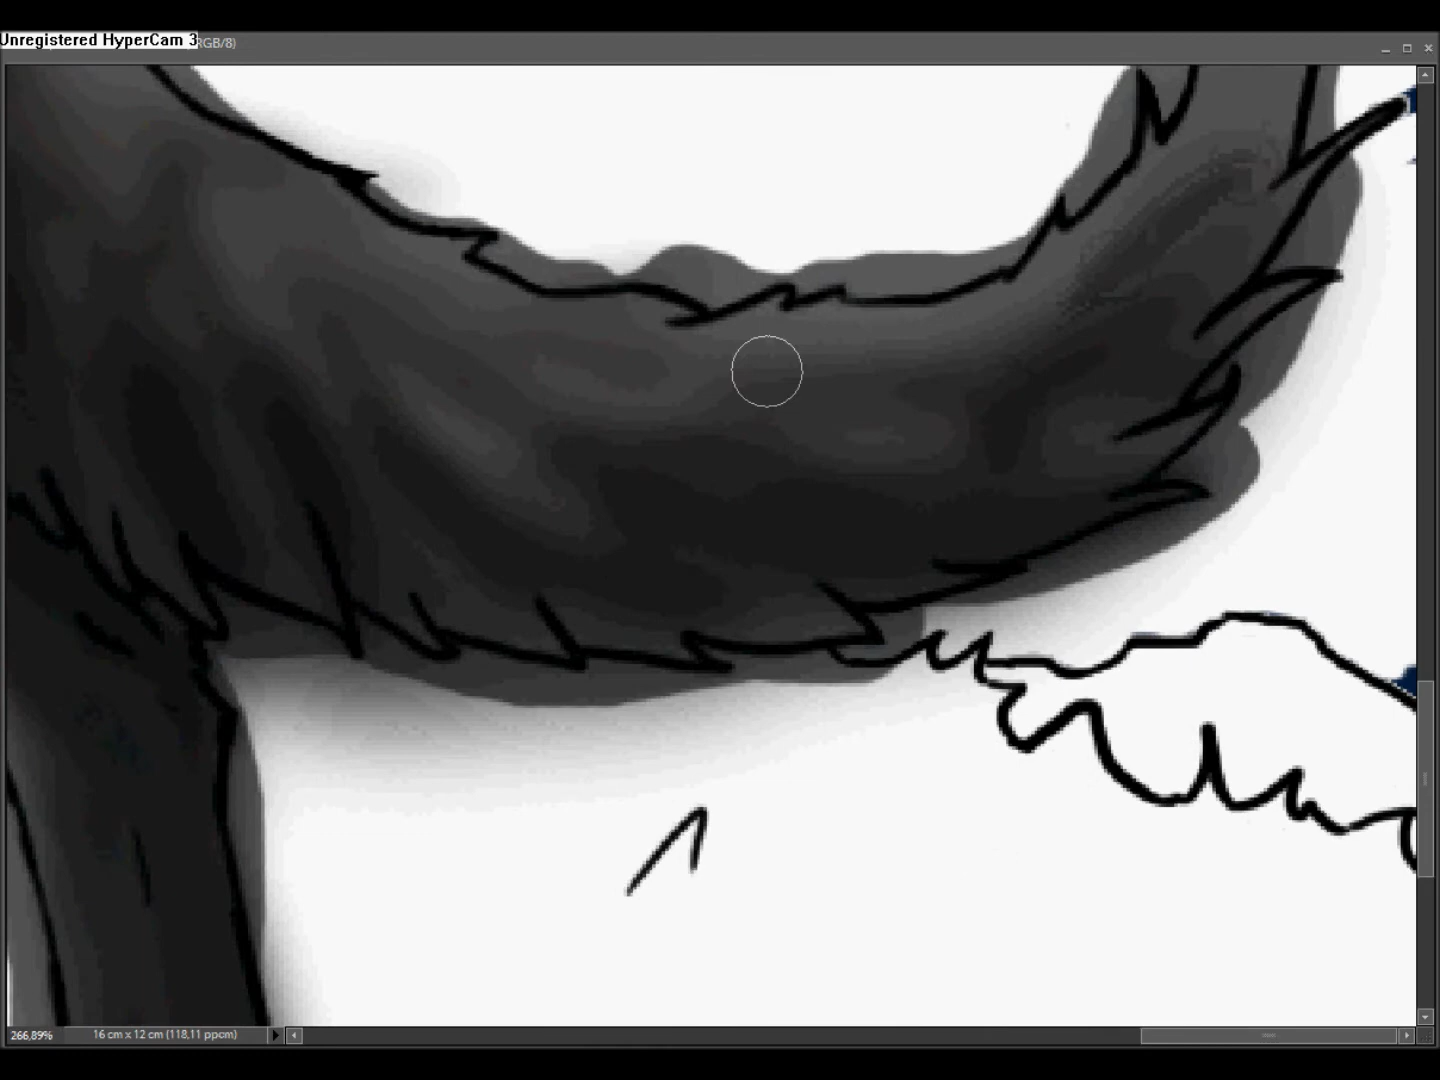 Unregistered HyperCam 3
RGB/8)
266,89%
16 cm x 12 cm (118,11 ppcm)